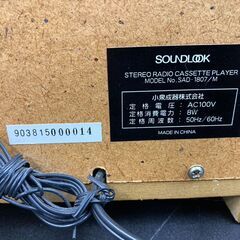 SOUNDLOOK
STEREO RADIO CASSETTE PLAYER
MODEL No. SAD-1807/M
小泉成器株式会社
定格電圧：AC100V
定格消費電力：8W
定格周波数：50Hz/60Hz
MADE IN CHINA
903815000014